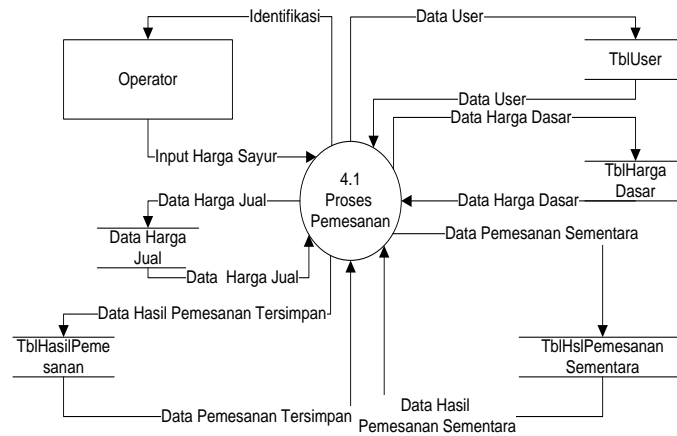 Identifikasi
Data User
Operator
TblUser
Data User
Data Harga Dasar
Input Harga Sayur
4.1
Proses
Pemesanan
TblHarga
Dasar
Data Harga Jual
Data Harga Dasar
Data Harga
Jual
Data Pemesanan Sementara
Data Harga Jual
Data Hasil Pemesanan Tersimpan
TblHasilPeme
sanan
TblHslPemesanan
Sementara
Data Pemesanan Tersimpan
Data Hasil
Pemesanan Sementara